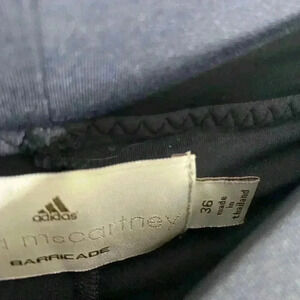 adidas
McCartney
BARRICADE
36
made in
thailand